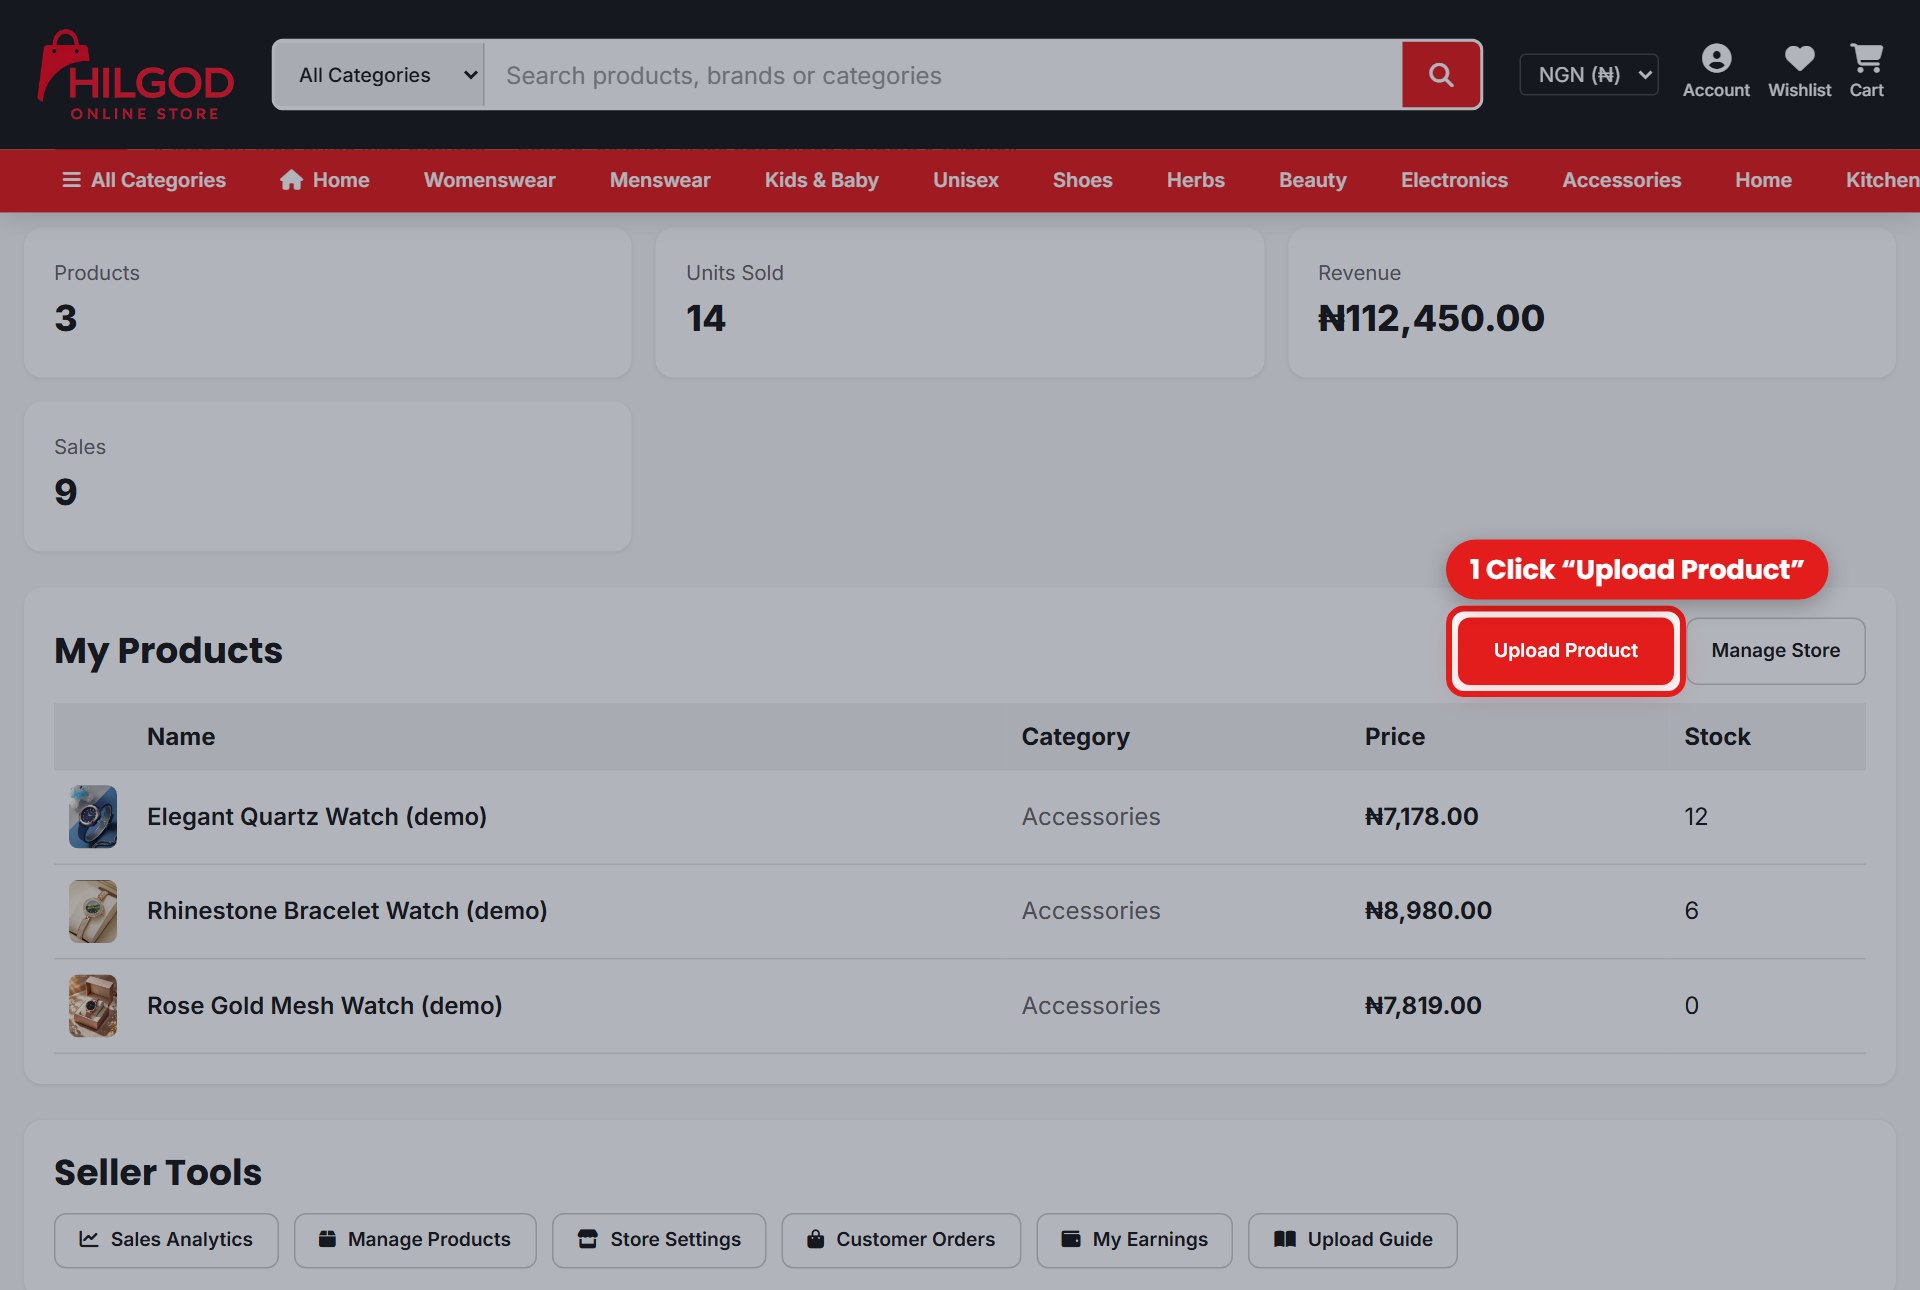 HILGOD
ONLINE STORE
All Categories
Search products, brands or categories
NGN (₦)
Account
Wishlist
Cart
All Categories
Home
Womenswear
Menswear
Kids & Baby
Unisex
Shoes
Herbs
Beauty
Electronics
Accessories
Home
Kitchen
Products
3
Units Sold
14
Revenue
₦112,450.00
Sales
9
1 Click “Upload Product”
My Products
Upload Product
Manage Store
Name Category Price Stock
Elegant Quartz Watch (demo) Accessories ₦7,178.00 12
Rhinestone Bracelet Watch (demo) Accessories ₦8,980.00 6
Rose Gold Mesh Watch (demo) Accessories ₦7,819.00 0
Seller Tools
Sales Analytics
Manage Products
Store Settings
Customer Orders
My Earnings
Upload Guide